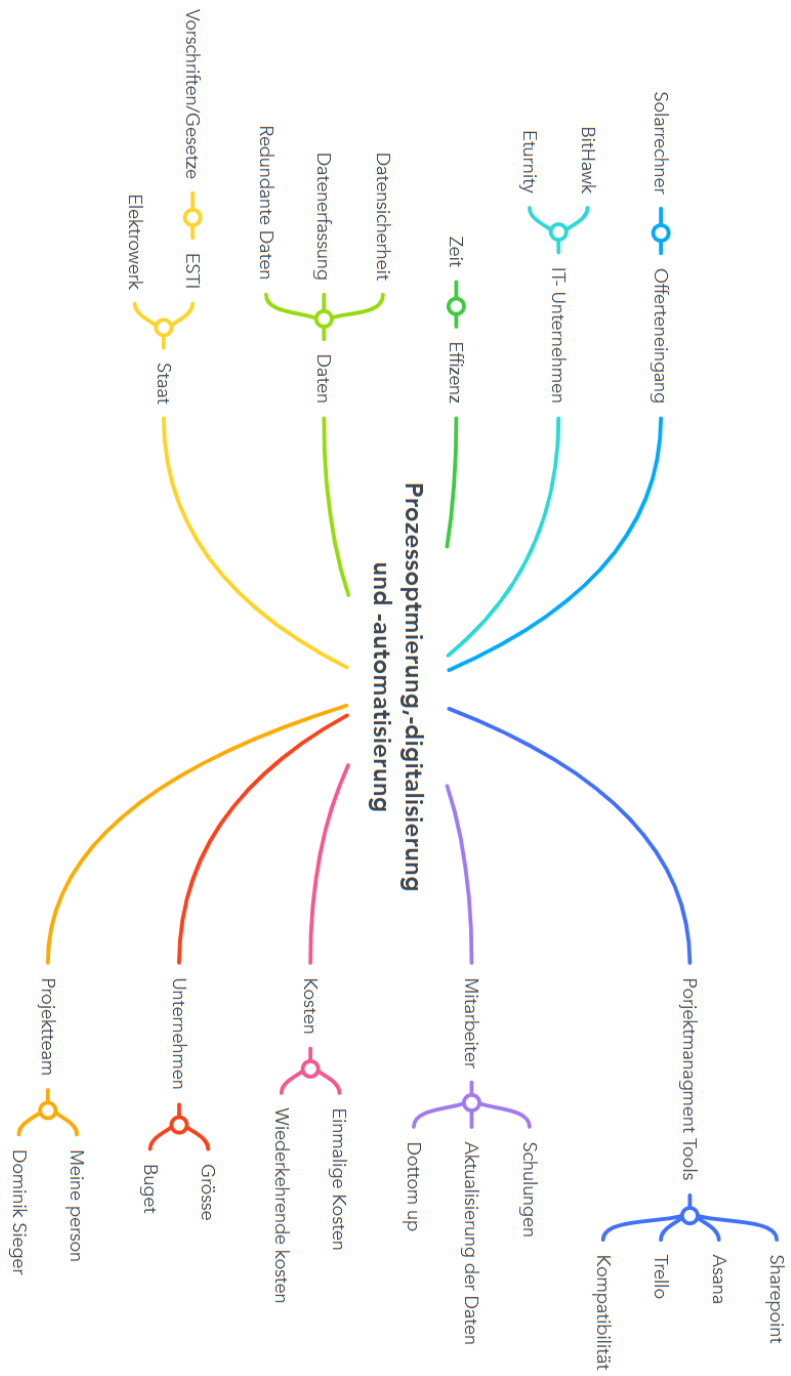 Prozessoptmierung,-digitalisierung
und -automatisierung
Porjektmanagment Tools
Sharepoint
Asana
Trello
Kompatibilität
Mitarbeiter
Schulungen
Aktualisierung der Daten
Dottom up
Kosten
Einmalige Kosten
Wiederkehrende kosten
Unternehmen
Grösse
Buget
Projektteam
Meine person
Dominik Sieger
Offerteneingang
Solarrechner
IT- Unternehmen
BitHawk
Eturnity
Effizenz
Zeit
Daten
Datensicherheit
Datenerfassung
Redundante Daten
Staat
ESTI
Vorschriften/Gesetze
Elektrowerk